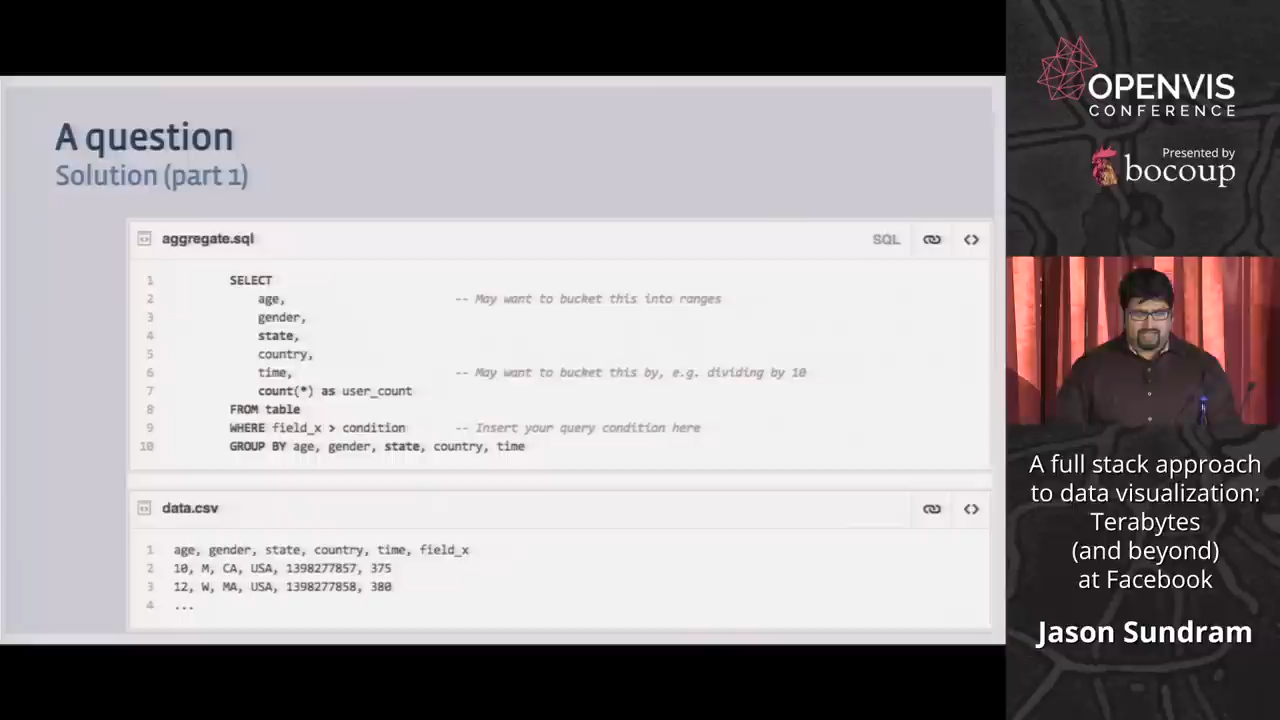 A question
Solution (part 1)
aggregate.sql SQL
1 SELECT
2 age, -- May want to bucket this into ranges
3 gender,
4 state,
5 country,
6 time, -- May want to bucket this by, e.g. dividing by 10
7 count(*) as user_count
8 FROM table
9 WHERE field_x > condition -- Insert your query condition here
10 GROUP BY age, gender, state, country, time
data.csv
1 age, gender, state, country, time, field_x
2 10, M, CA, USA, 1398277857, 375
3 12, W, MA, USA, 1398277858, 380
4 ...
OPENVIS
CONFERENCE
Presented by
bocoup
A full stack approach
to data visualization:
Terabytes
(and beyond)
at Facebook
Jason Sundram